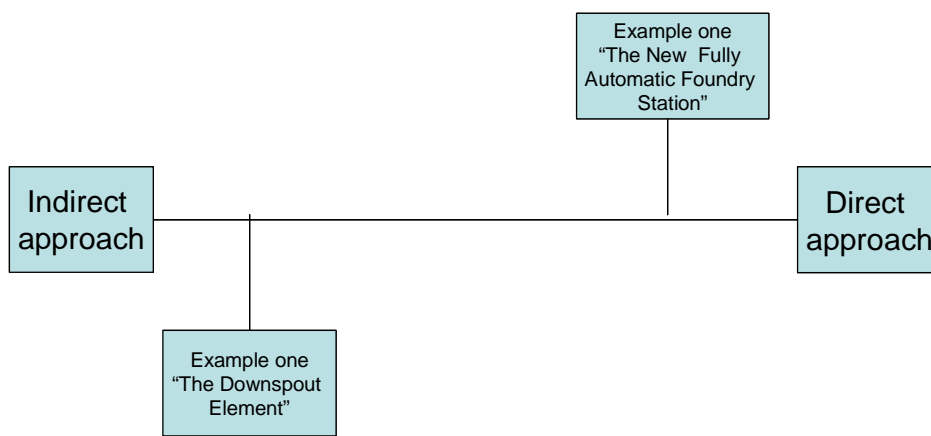 Example one
“The New Fully
Automatic Foundry
Station”
Indirect
approach
Direct
approach
Example one
“The Downspout
Element”